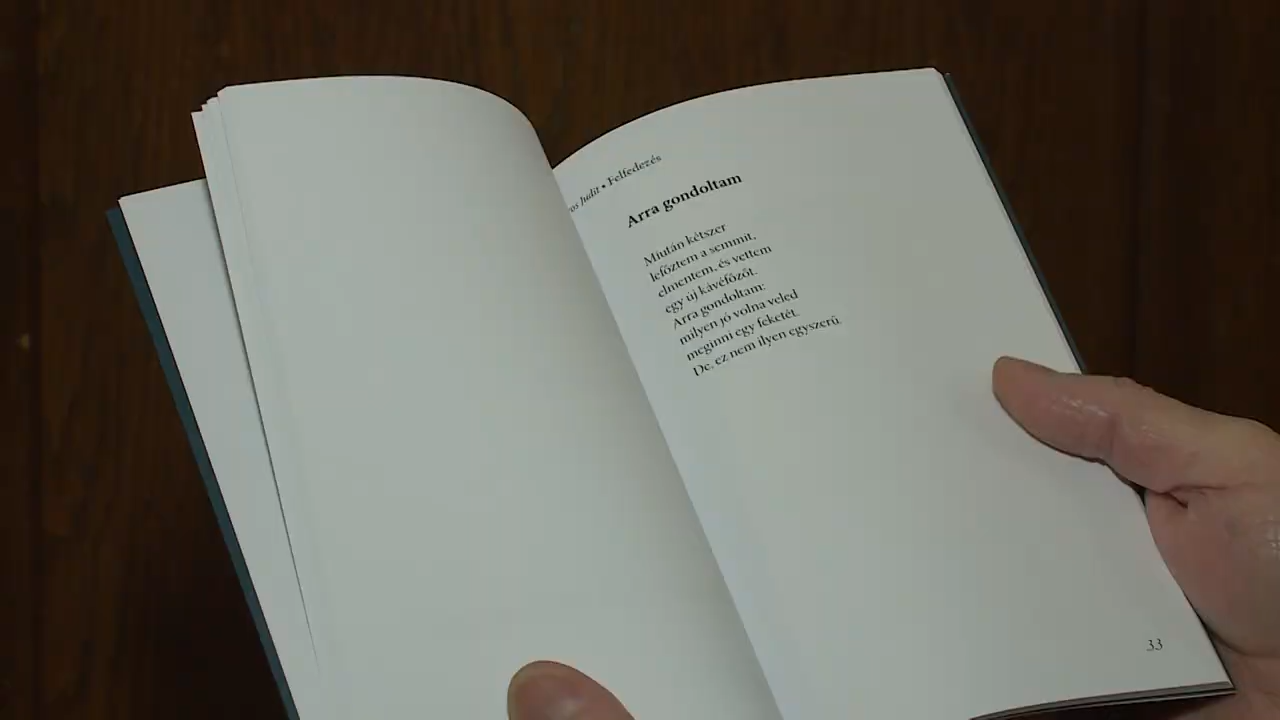 Judit • Felfedezés
Arra gondoltam
Miután kétszer
lefőztem a semmit,
elmentem, és vettem
egy új kávéfőzőt.
Arra gondoltam:
milyen jó volna veled
meginni egy feketét.
De, ez nem ilyen egyszerű.
33